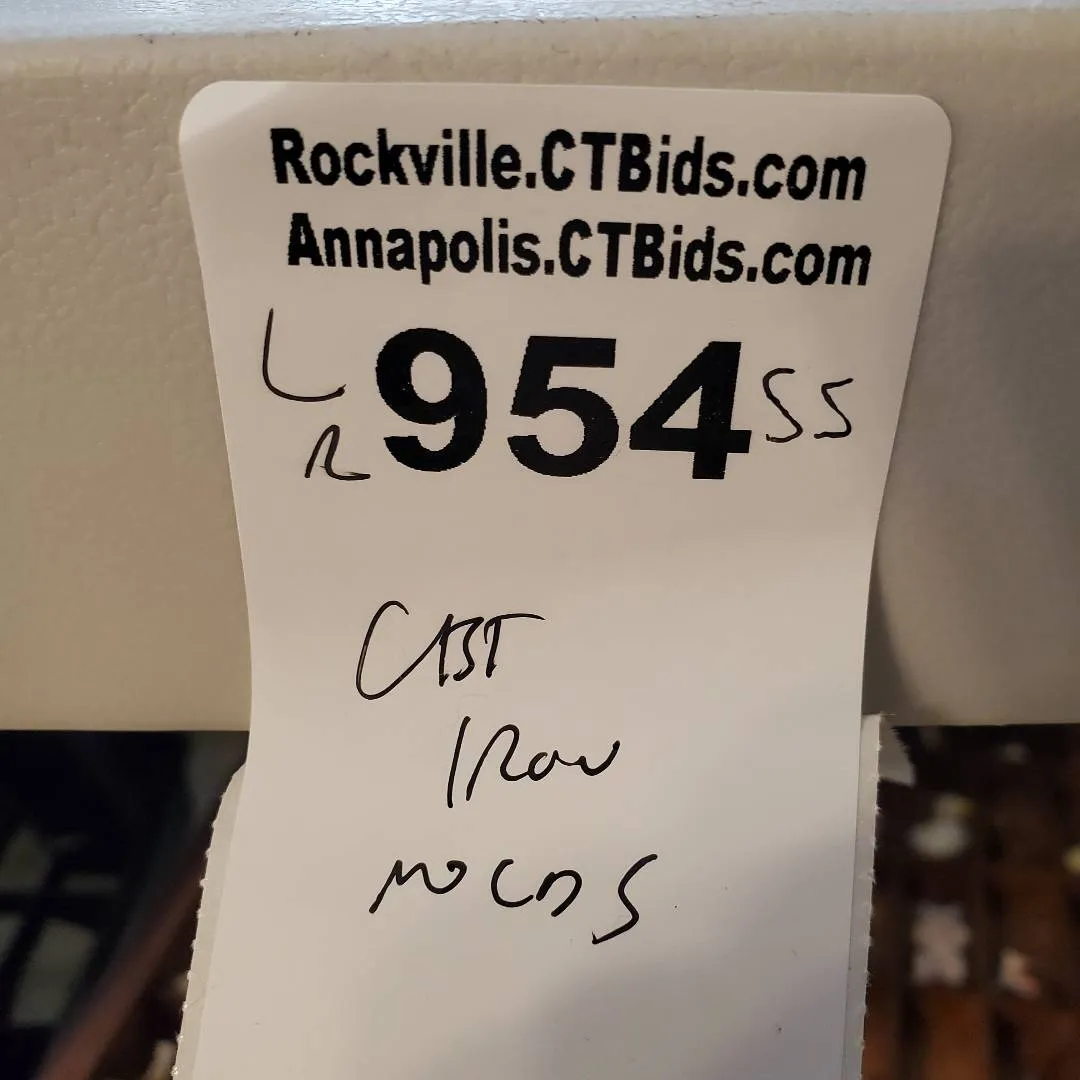 Rockville.CTBids.com
Annapolis.CTBids.com
L
R 954 SS
CAST
IRON